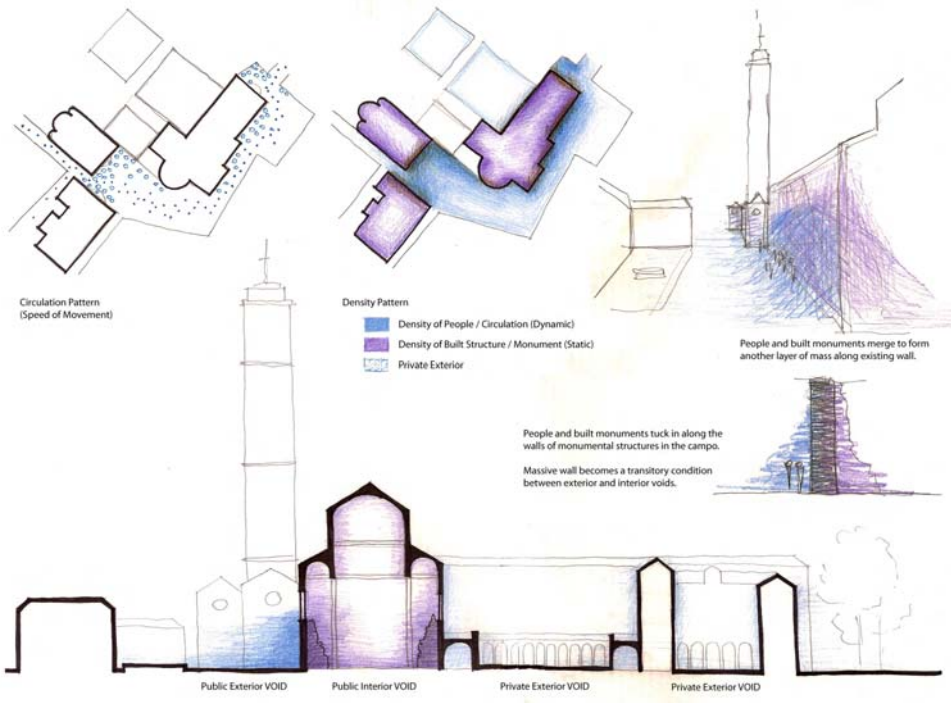 Circulation Pattern
(Speed of Movement)
Density Pattern
Density of People / Circulation (Dynamic)
Density of Built Structure / Monument (Static)
Private Exterior
People and built monuments merge to form
another layer of mass along existing wall.
People and built monuments tuck in along the
walls of monumental structures in the campo.
Massive wall becomes a transitory condition
between exterior and interior voids.
Public Exterior VOID
Public Interior VOID
Private Exterior VOID
Private Exterior VOID